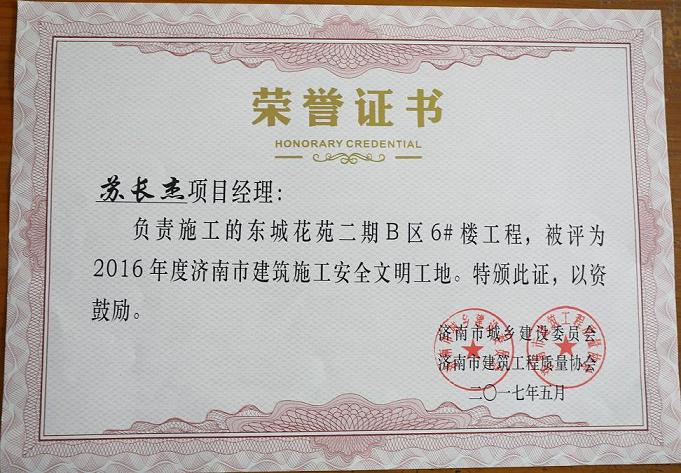 荣誉证书
HONORARY CREDENTIAL
苏长杰项目经理：
负责施工的东城花苑二期B区6#楼工程，被评为
2016年度济南市建筑施工安全文明工地。特颁此证，以资
鼓励。
济南市城乡建设委员会
济南市建筑工程质量协会
二〇一七年五月